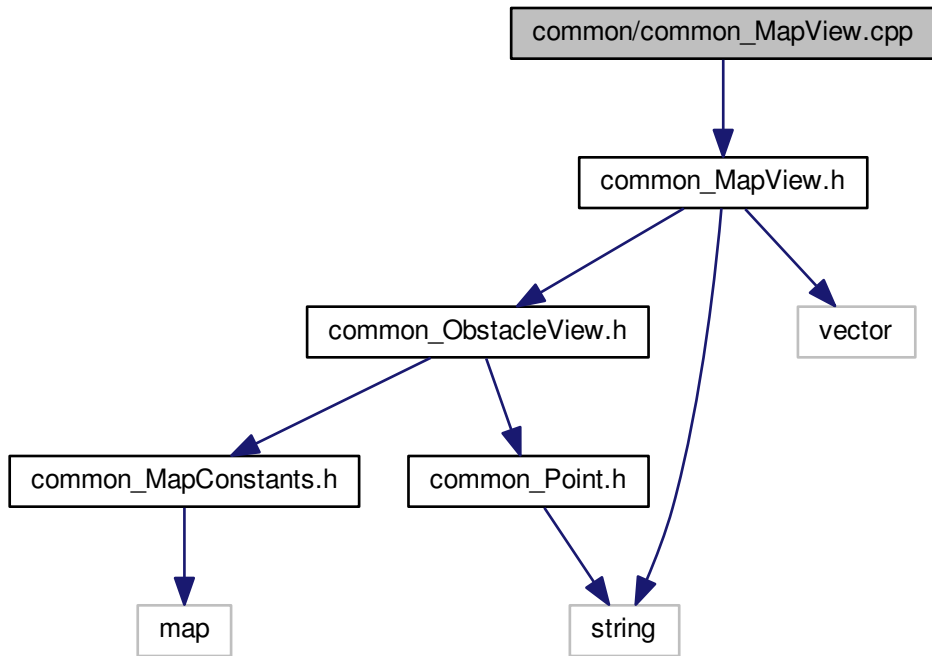 common/common_MapView.cpp
common_MapView.h
common_ObstacleView.h
vector
common_MapConstants.h
common_Point.h
map
string